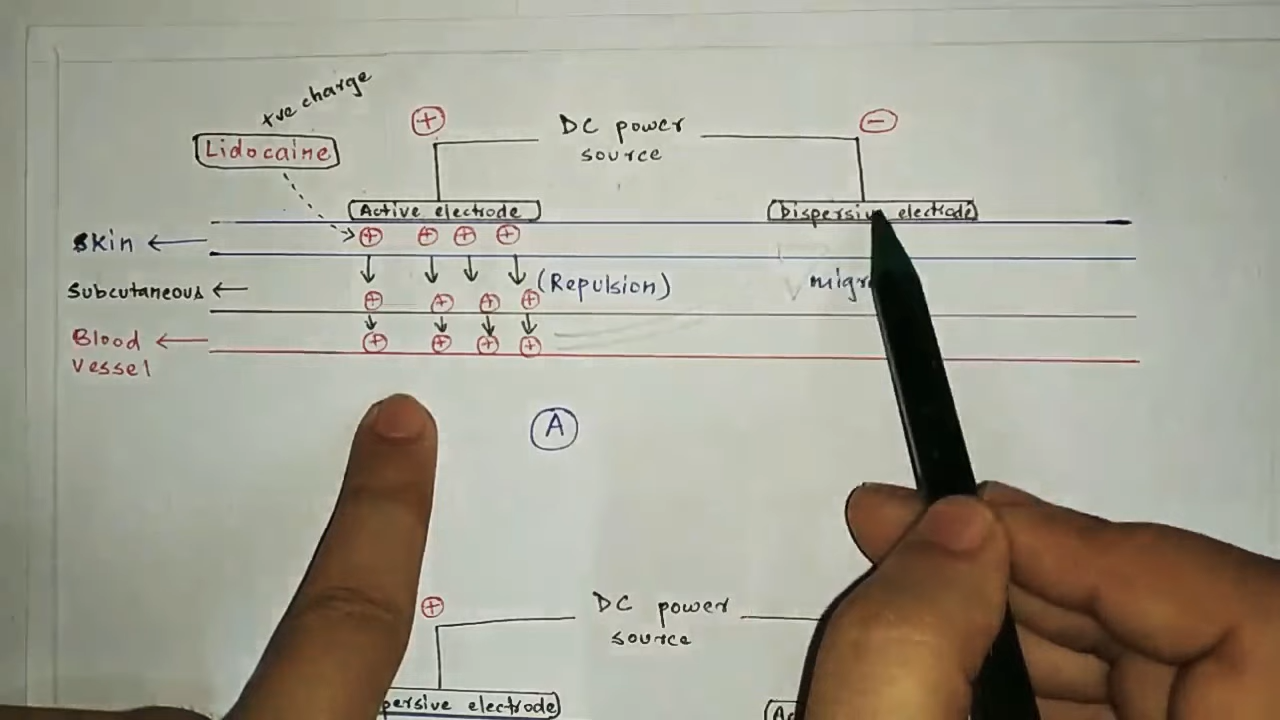 +ve charge
Lidocaine
+
DC power
source
−
Active electrode
Dispersive electrode
Skin ←
+ + + +
Subcutaneous ←
(Repulsion)
+ + + +
Blood ←
vessel
+ + + +
A
+
DC power
source
electrode